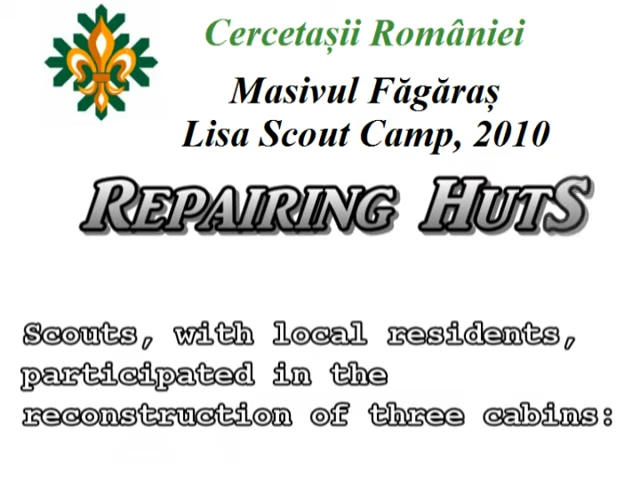 Cercetașii României
Masivul Făgăraș
Lisa Scout Camp, 2010
REPAIRING HUTS
Scouts, with local residents,
participated in the
reconstruction of three cabins: